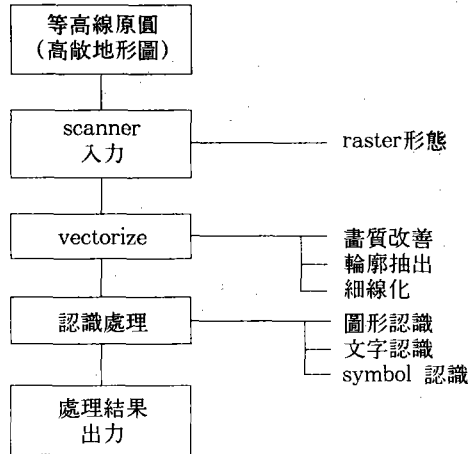 等高線原圓
(高敞地形圖)
scanner
入力
raster形態
vectorize
畵質改善
輪廓抽出
細線化
認識處理
圖形認識
文字認識
symbol 認識
處理結果
出力